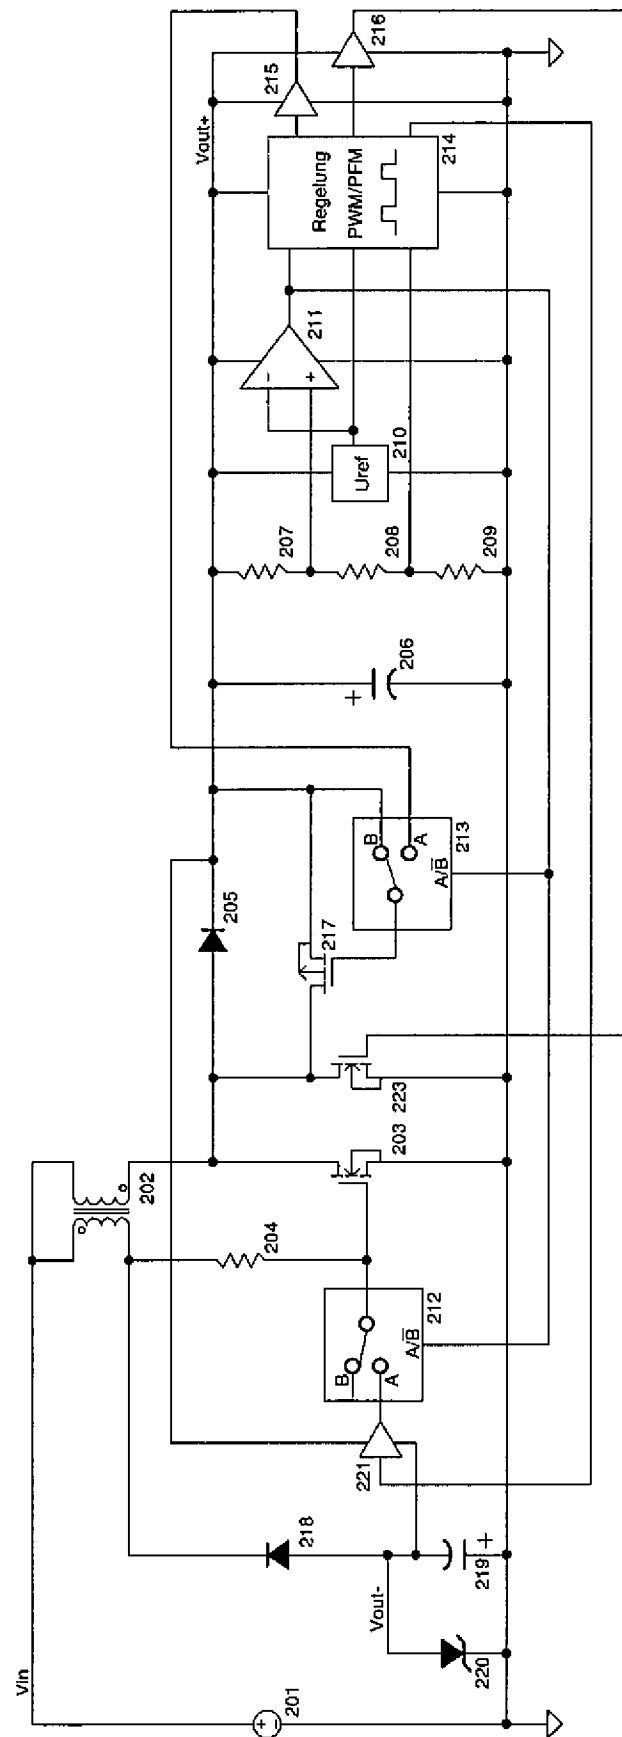 Vin
+
-
201
220
Vout-
219
+
218
221
B
A
A/B̅
212
204
202
203
223
217
205
B
A
A/B̅
213
+
206
207
208
209
Uref
210
-
+
211
Regelung
PWM/PFM
214
Vout+
215
216